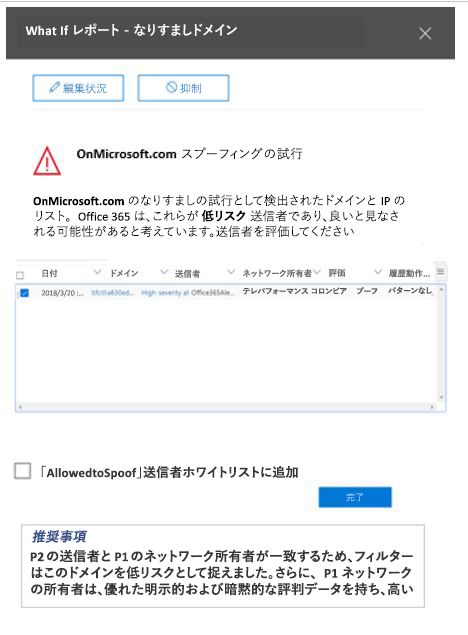 What If レポート - なりすましドメイン
編集状況
抑制
OnMicrosoft.com スプーフィングの試行
OnMicrosoft.com のなりすましの試行として検出されたドメインと IP の
リスト。Office 365 は、これらが 低リスク 送信者であり、良いと見なさ
れる可能性があると考えています。送信者を評価してください
日付 ドメイン 送信者 ネットワーク所有者 評価 履歴動作...
2018/3/20 :... High severity al Office365Ale... テレパフォーマンス コロンビア プーフ パターンなし
「AllowedtoSpoof」送信者ホワイトリストに追加
完了
推奨事項
P2 の送信者と P1 のネットワーク所有者が一致するため、フィルター
はこのドメインを低リスクとして捉えました。さらに、P1 ネットワーク
の所有者は、優れた明示的および暗黙的な評判データを持ち、高い